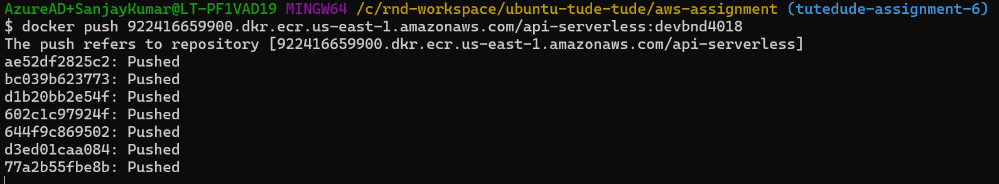 AzureAD+SanjayKumar@LT-PF1VAD19 MINGW64 /c/rnd-workspace/ubuntu-tude-tude/aws-assignment (tutedude-assignment-6)
$ docker push 922416659900.dkr.ecr.us-east-1.amazonaws.com/api-serverless:devbnd4018
The push refers to repository [922416659900.dkr.ecr.us-east-1.amazonaws.com/api-serverless]
ae52df2825c2: Pushed
bc039b623773: Pushed
d1b20bb2e54f: Pushed
602c1c97924f: Pushed
644f9c869502: Pushed
d3ed01caa084: Pushed
77a2b55fbe8b: Pushed